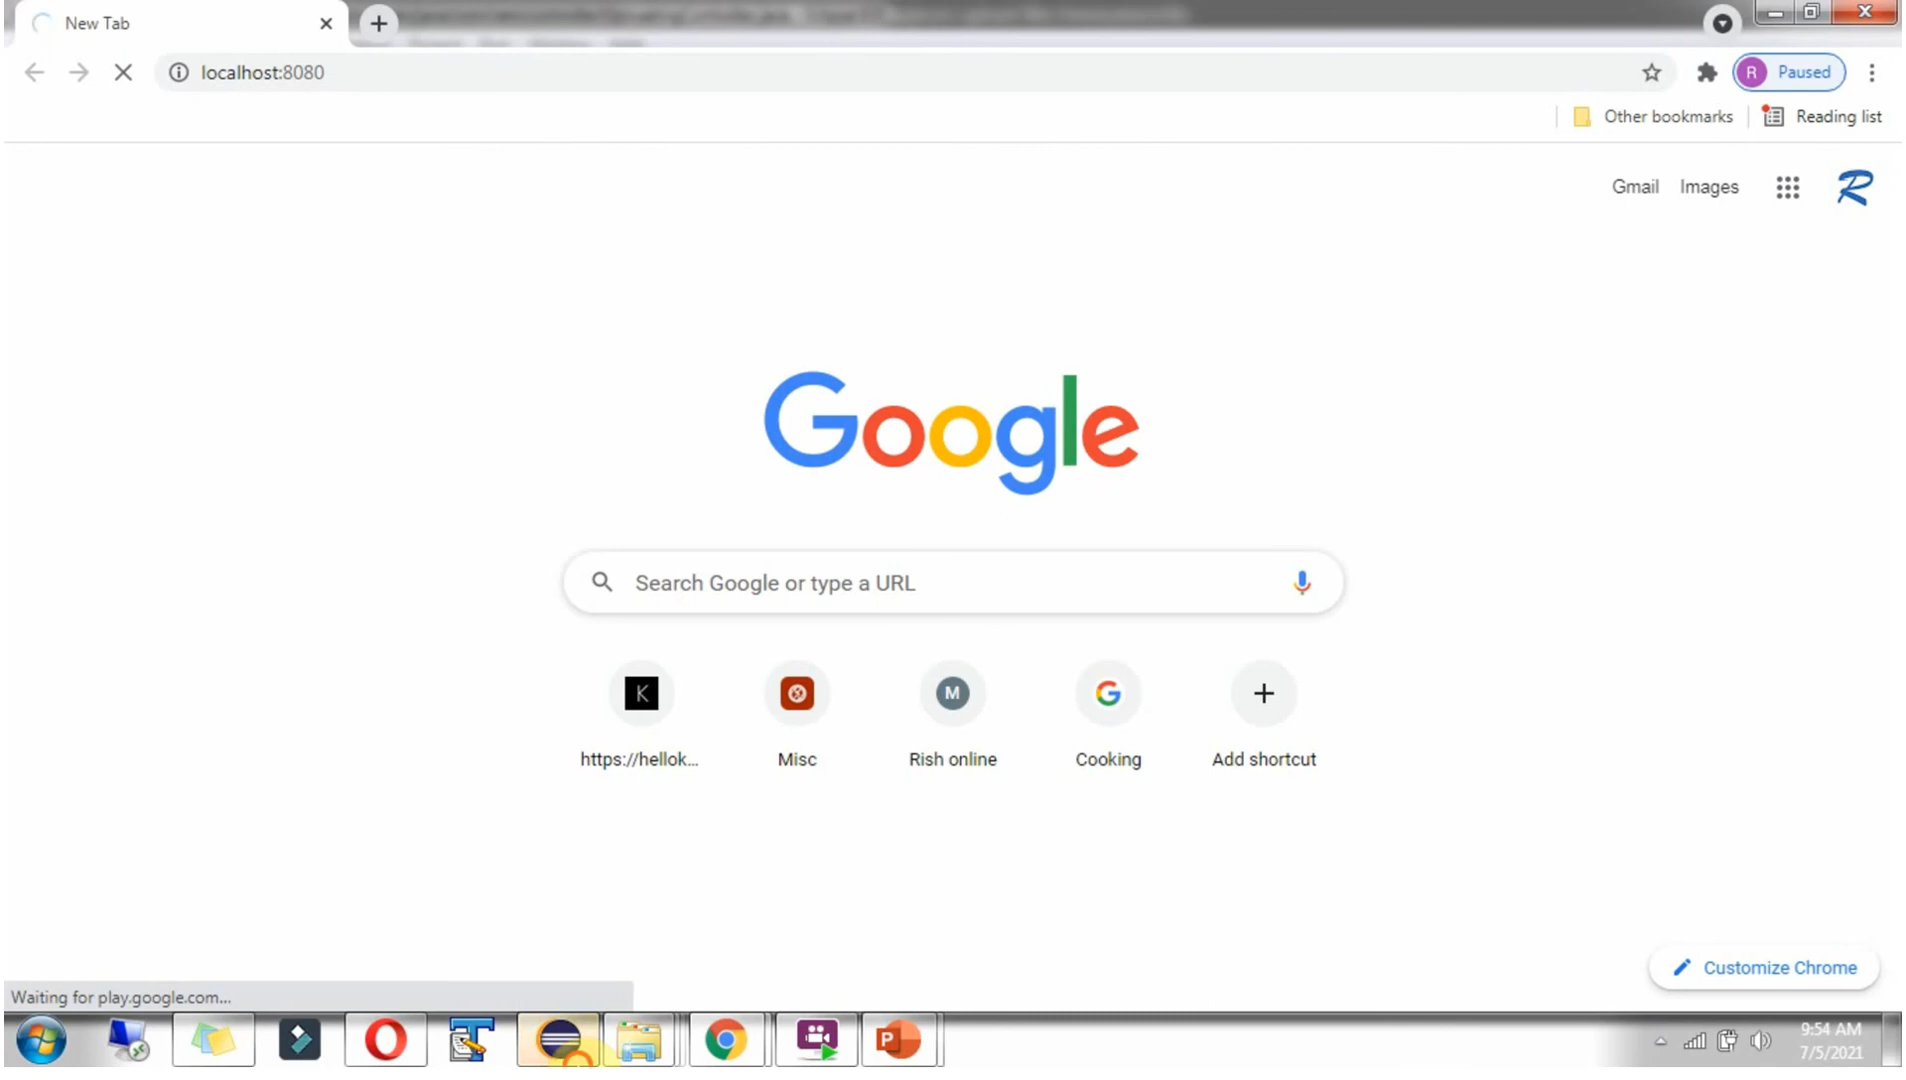 New Tab
localhost:8080
R Paused
Other bookmarks
Reading list
Gmail Images
R
Google
Search Google or type a URL
K
M
G
https://hellok...
Misc
Rish online
Cooking
Add shortcut
Customize Chrome
Waiting for play.google.com...
P
9:54 AM
7/5/2021